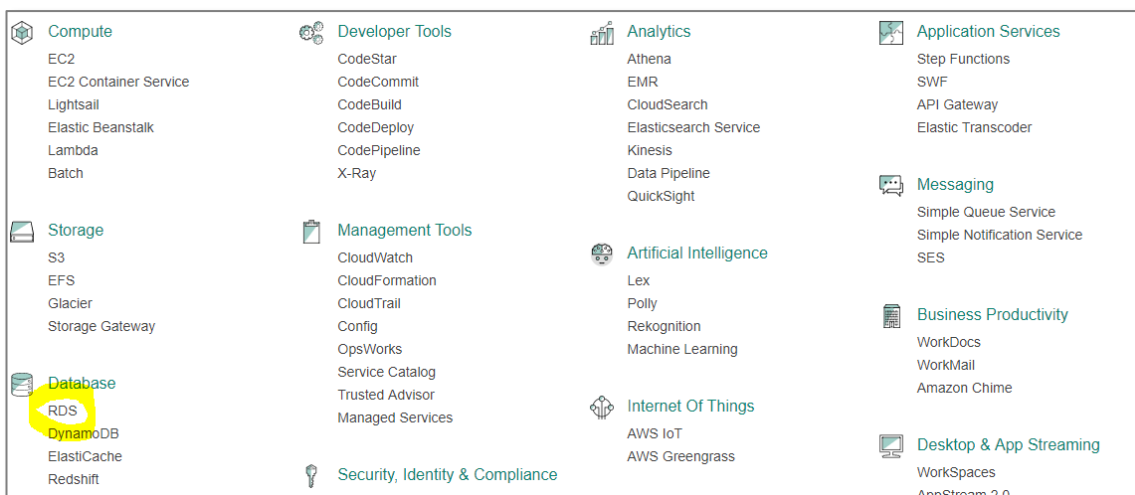 Compute
EC2
EC2 Container Service
Lightsail
Elastic Beanstalk
Lambda
Batch
Storage
S3
EFS
Glacier
Storage Gateway
Database
RDS
DynamoDB
ElastiCache
Redshift
Developer Tools
CodeStar
CodeCommit
CodeBuild
CodeDeploy
CodePipeline
X-Ray
Management Tools
CloudWatch
CloudFormation
CloudTrail
Config
OpsWorks
Service Catalog
Trusted Advisor
Managed Services
Security, Identity & Compliance
Analytics
Athena
EMR
CloudSearch
Elasticsearch Service
Kinesis
Data Pipeline
QuickSight
Artificial Intelligence
Lex
Polly
Rekognition
Machine Learning
Internet Of Things
AWS IoT
AWS Greengrass
Application Services
Step Functions
SWF
API Gateway
Elastic Transcoder
Messaging
Simple Queue Service
Simple Notification Service
SES
Business Productivity
WorkDocs
WorkMail
Amazon Chime
Desktop & App Streaming
WorkSpaces
AppStream 2.0